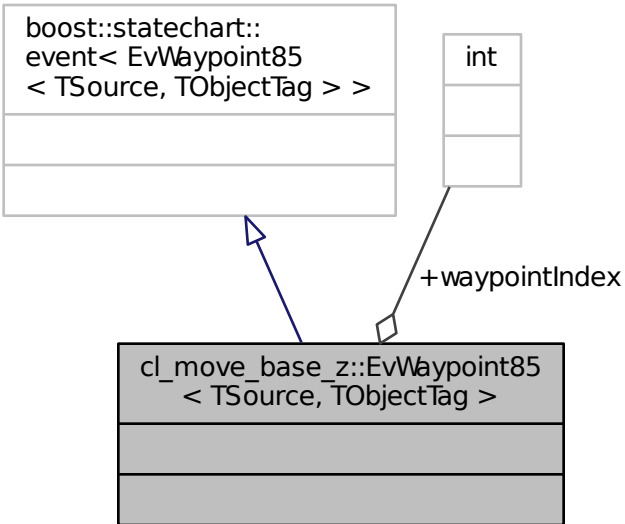 boost::statechart::
event< EvWaypoint85
< TSource, TObjectTag > >
int
+waypointIndex
cl_move_base_z::EvWaypoint85
< TSource, TObjectTag >